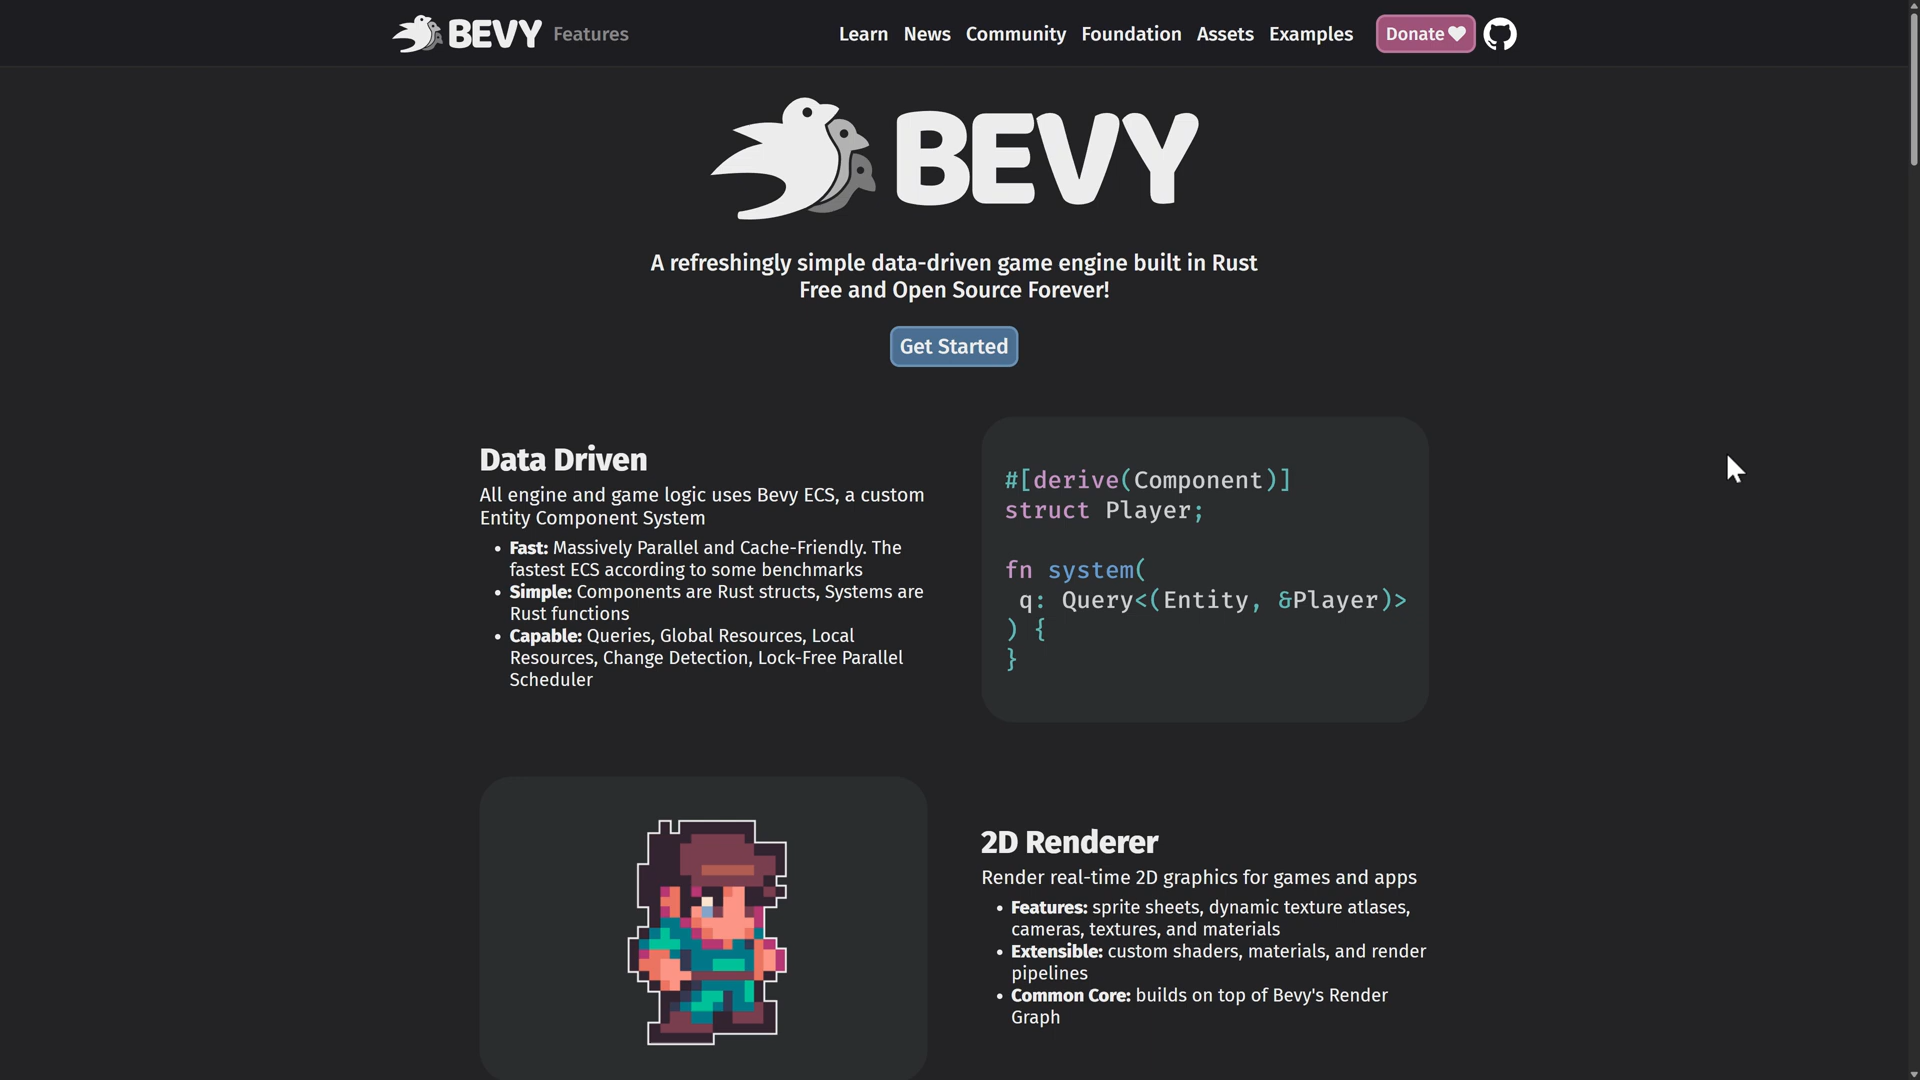 BEVY Features Learn News Community Foundation Assets Examples Donate
BEVY
A refreshingly simple data-driven game engine built in Rust
Free and Open Source Forever!
Get Started
Data Driven
All engine and game logic uses Bevy ECS, a custom
Entity Component System
• Fast: Massively Parallel and Cache-Friendly. The
fastest ECS according to some benchmarks
• Simple: Components are Rust structs, Systems are
Rust functions
• Capable: Queries, Global Resources, Local
Resources, Change Detection, Lock-Free Parallel
Scheduler
#[derive(Component)]
struct Player;
fn system(
q: Query<(Entity, &Player)>
) {
}
2D Renderer
Render real-time 2D graphics for games and apps
• Features: sprite sheets, dynamic texture atlases,
cameras, textures, and materials
• Extensible: custom shaders, materials, and render
pipelines
• Common Core: builds on top of Bevy's Render
Graph